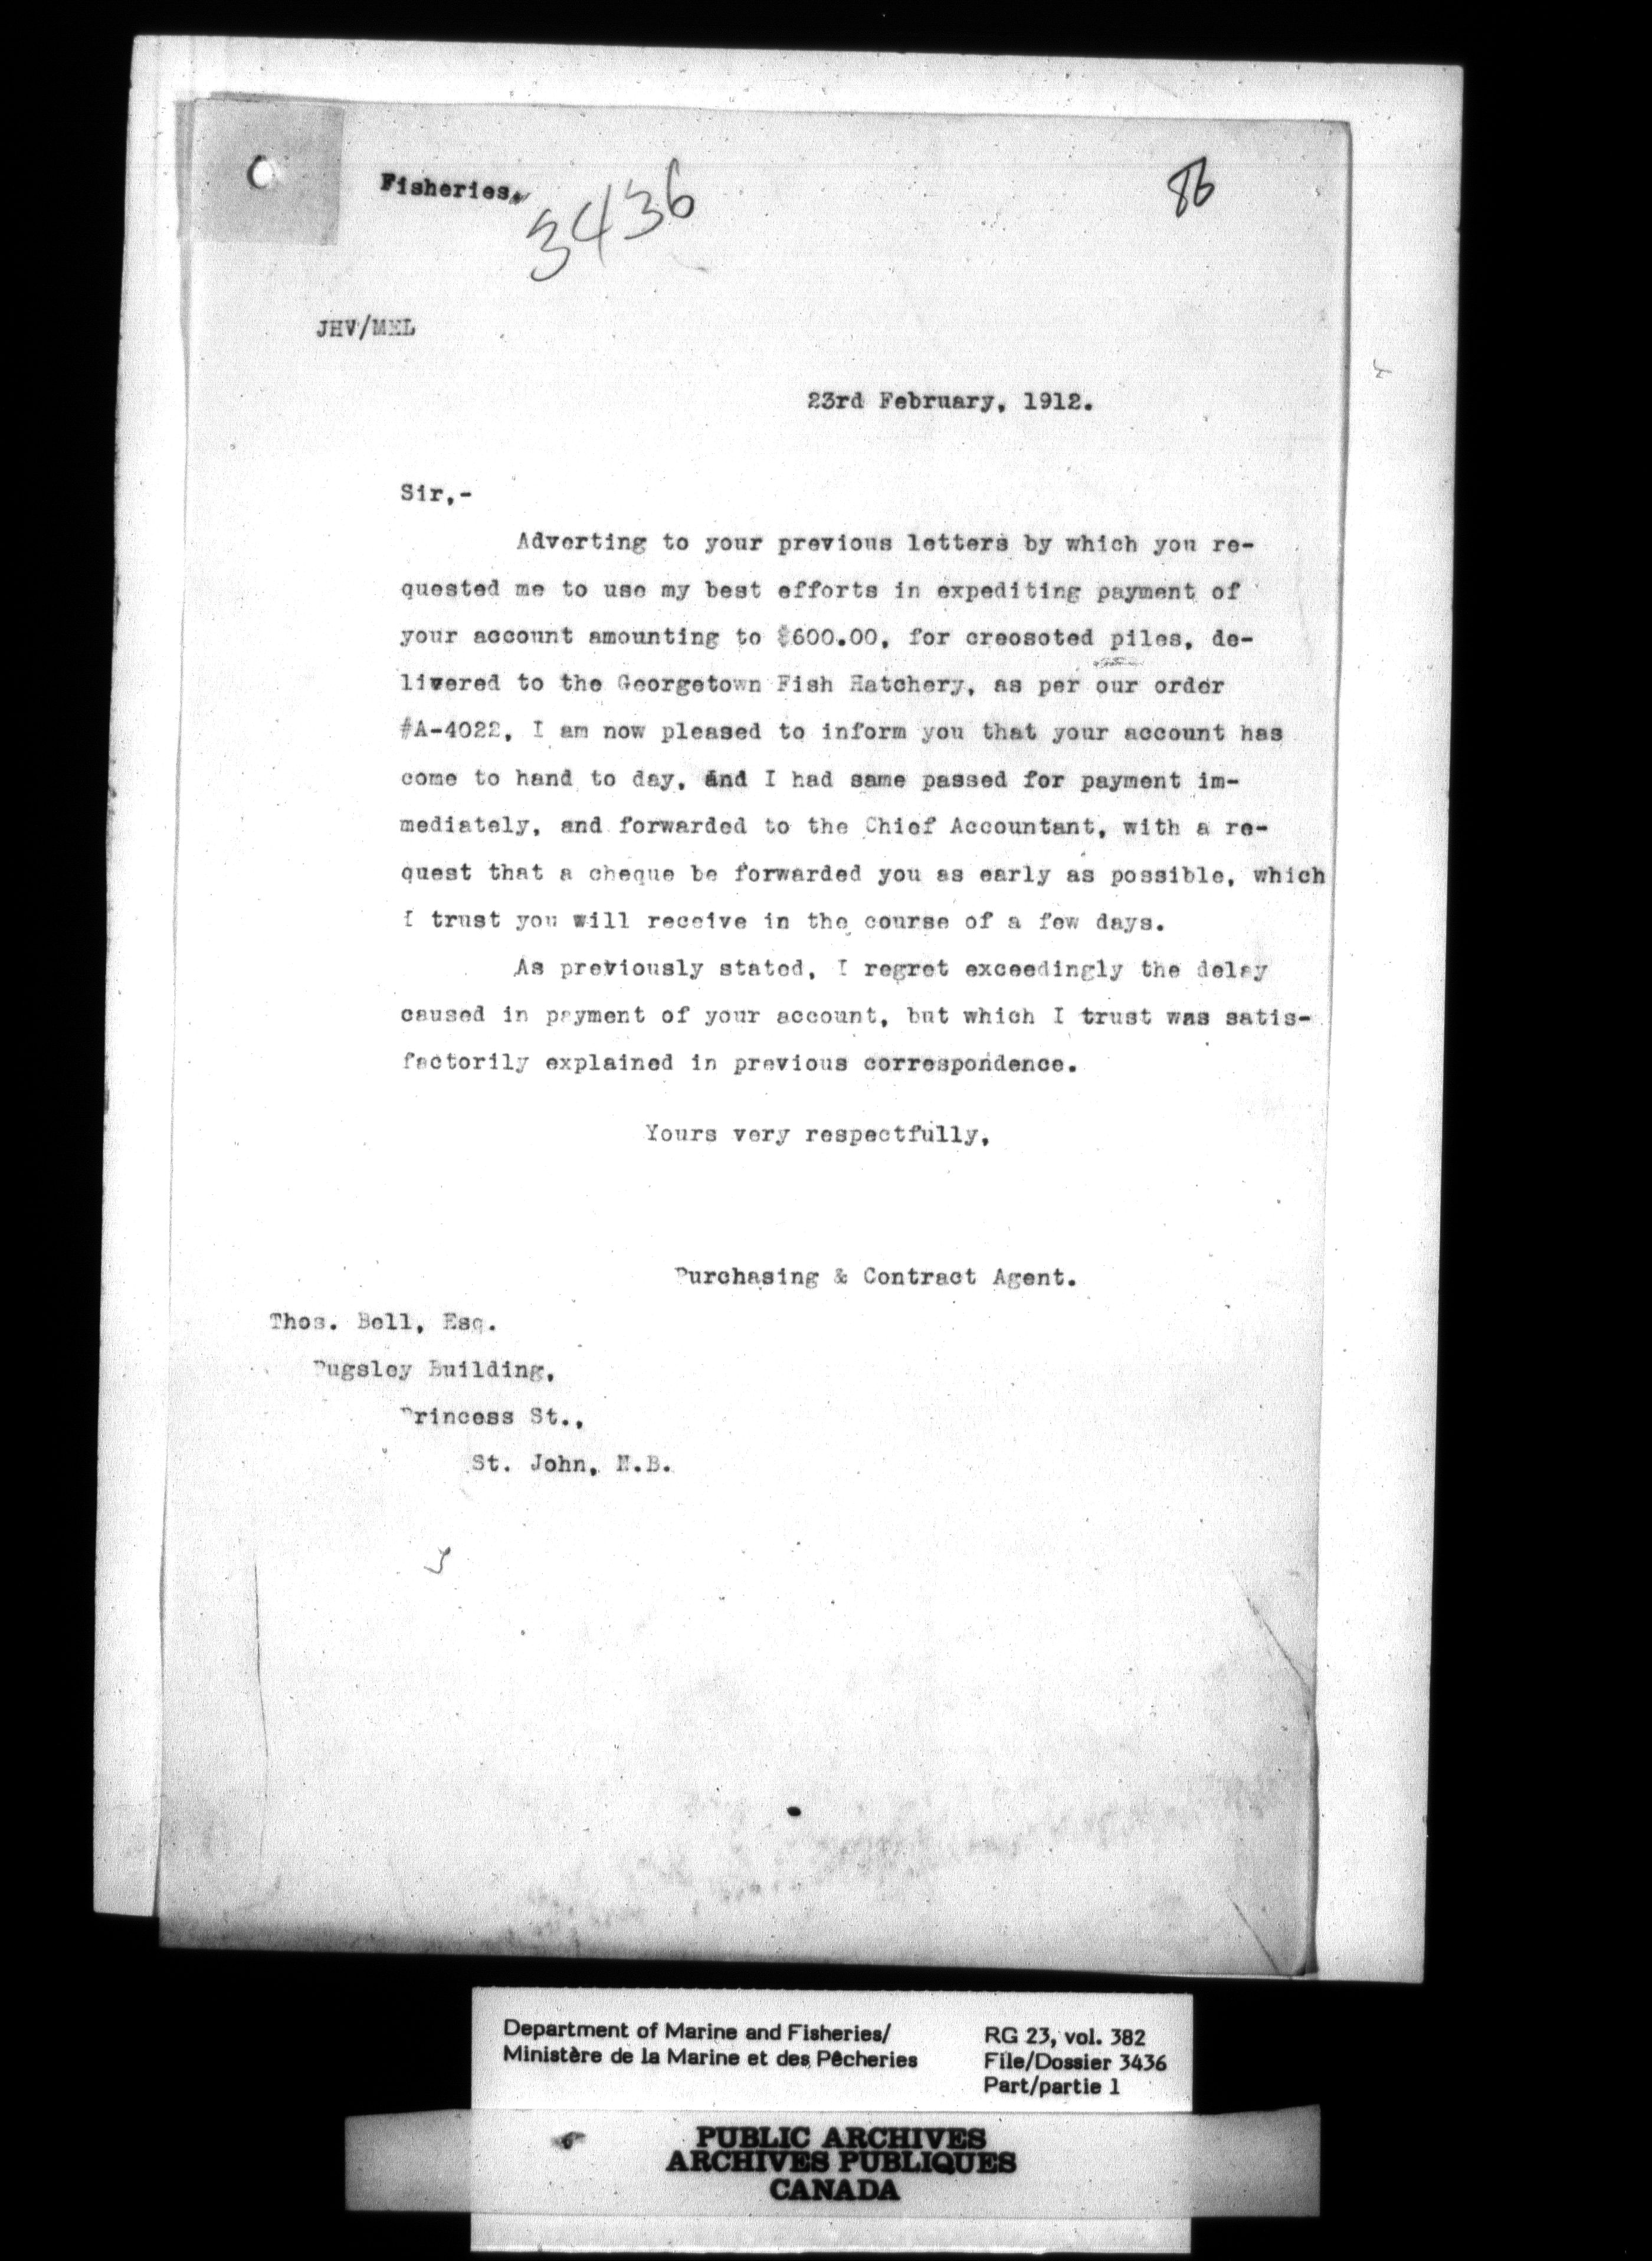 Fisheries.
3436
86
JHV/MEL
23rd February, 1912.
Sir,-
Adverting to your previous letters by which you re-
quested me to use my best efforts in expediting payment of
your account amounting to $600.00, for creosoted piles, de-
livered to the Georgetown Fish Hatchery, as per our order
#A-4022, I am now pleased to inform you that your account has
come to hand to day, and I had same passed for payment im-
mediately, and forwarded to the Chief Accountant, with a re-
quest that a cheque be forwarded you as early as possible, which
I trust you will receive in the course of a few days.
As previously stated, I regret exceedingly the delay
caused in payment of your account, but which I trust was satis-
factorily explained in previous correspondence.
Yours very respectfully,
Purchasing & Contract Agent.
Thos. Bell, Esq.
Pugsley Building,
Princess St.,
St. John, N.B.
Department of Marine and Fisheries/
Ministère de la Marine et des Pêcheries
RG 23, vol. 382
File/Dossier 3436
Part/partie 1
PUBLIC ARCHIVES
ARCHIVES PUBLIQUES
CANADA